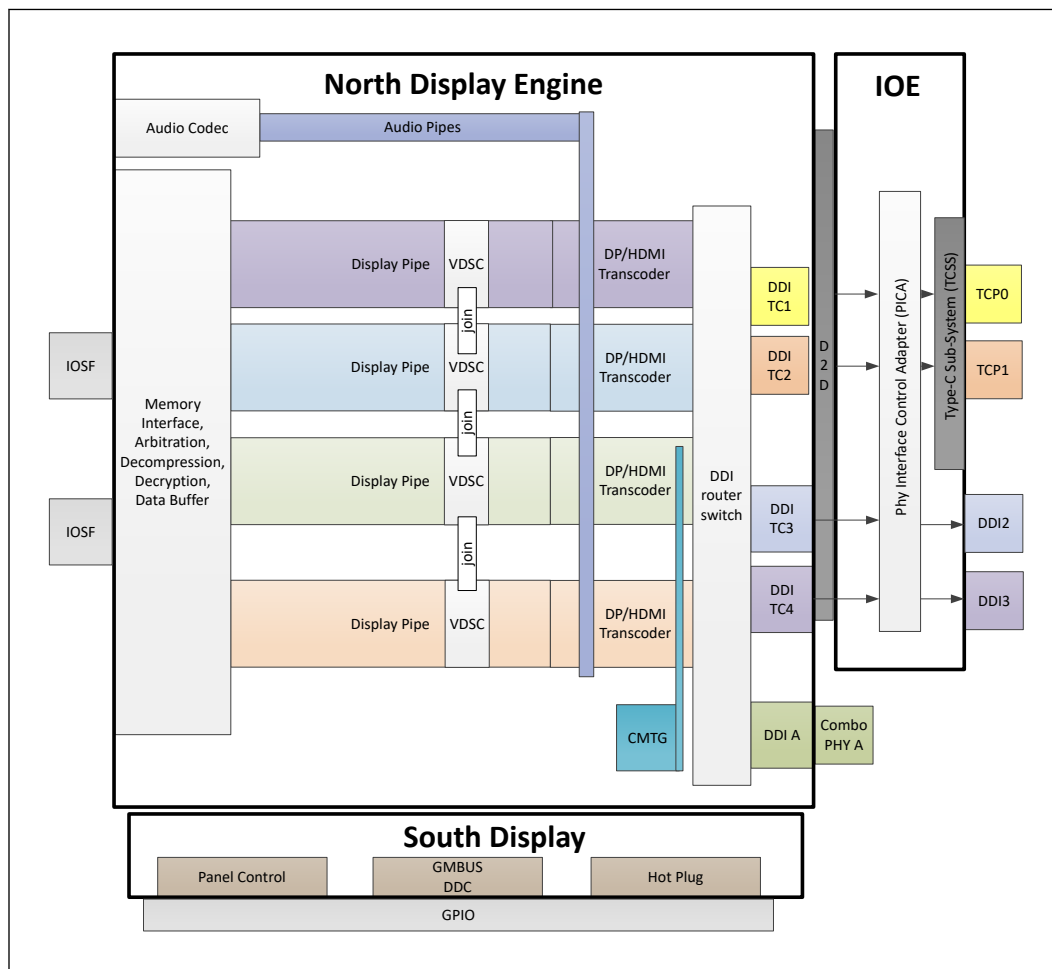 North Display Engine
IOE
Audio Codec
Audio Pipes
Display Pipe
VDSC
DP/HDMI
Transcoder
join
Display Pipe
VDSC
DP/HDMI
Transcoder
join
Display Pipe
VDSC
DP/HDMI
Transcoder
join
Display Pipe
VDSC
DP/HDMI
Transcoder
IOSF
IOSF
Memory
Interface,
Arbitration,
Decompression,
Decryption,
Data Buffer
CMTG
DDI
router
switch
DDI
TC1
DDI
TC2
DDI
TC3
DDI
TC4
DDI A
Combo
PHY A
D
2
D
Phy Interface Control Adapter (PICA)
Type-C Sub-System (TCSS)
TCP0
TCP1
DDI2
DDI3
South Display
Panel Control
GMBUS
DDC
Hot Plug
GPIO